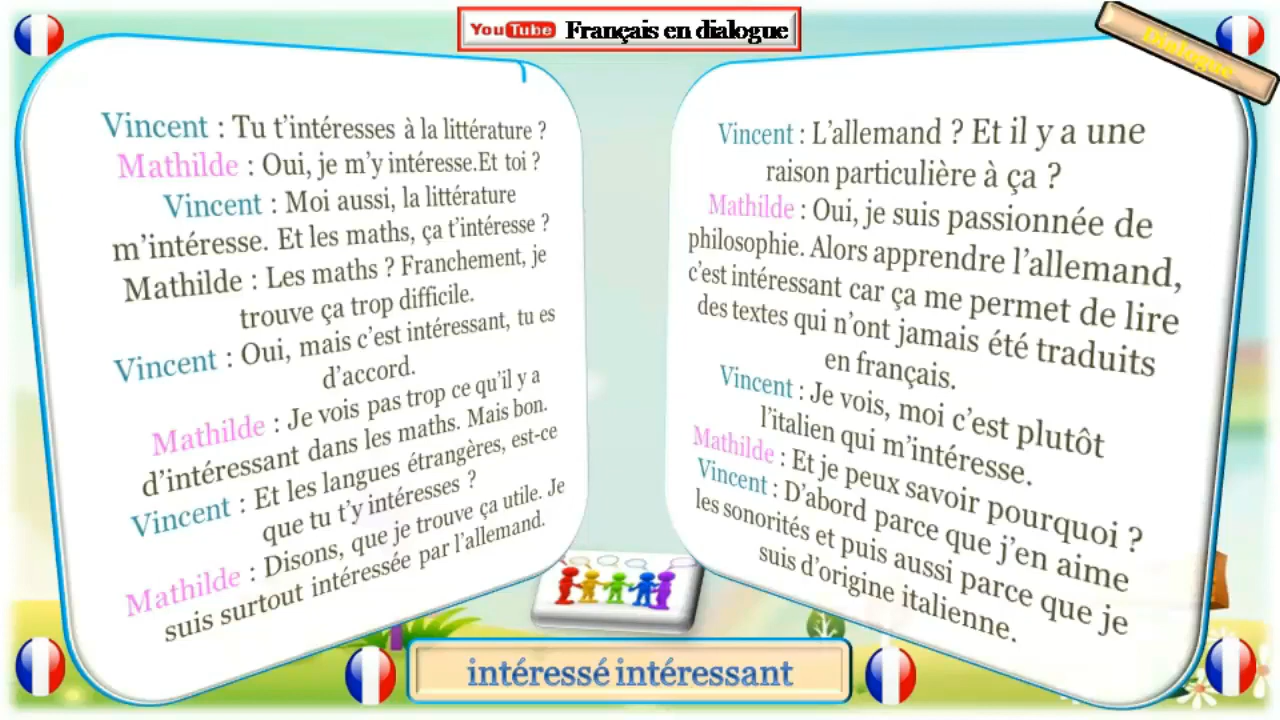 YouTube Français en dialogue
Dialogue
Vincent : Tu t'intéresses à la littérature ?
Mathilde : Oui, je m'y intéresse.Et toi ?
Vincent : Moi aussi, la littérature
m'intéresse. Et les maths, ça t'intéresse ?
Mathilde : Les maths ? Franchement, je
trouve ça trop difficile.
Vincent : Oui, mais c'est intéressant, tu es
d'accord.
Mathilde : Je vois pas trop ce qu'il y a
d'intéressant dans les maths. Mais bon.
Vincent : Et les langues étrangères, est-ce
que tu t'y intéresses ?
Mathilde : Disons, que je trouve ça utile. Je
suis surtout intéressée par l'allemand.
Vincent : L'allemand ? Et il y a une
raison particulière à ça ?
Mathilde : Oui, je suis passionnée de
philosophie. Alors apprendre l'allemand,
c'est intéressant car ça me permet de lire
des textes qui n'ont jamais été traduits
en français.
Vincent : Je vois, moi c'est plutôt
l'italien qui m'intéresse.
Mathilde : Et je peux savoir pourquoi ?
Vincent : D'abord parce que j'en aime
les sonorités et puis aussi parce que je
suis d'origine italienne.
intéressé intéressant